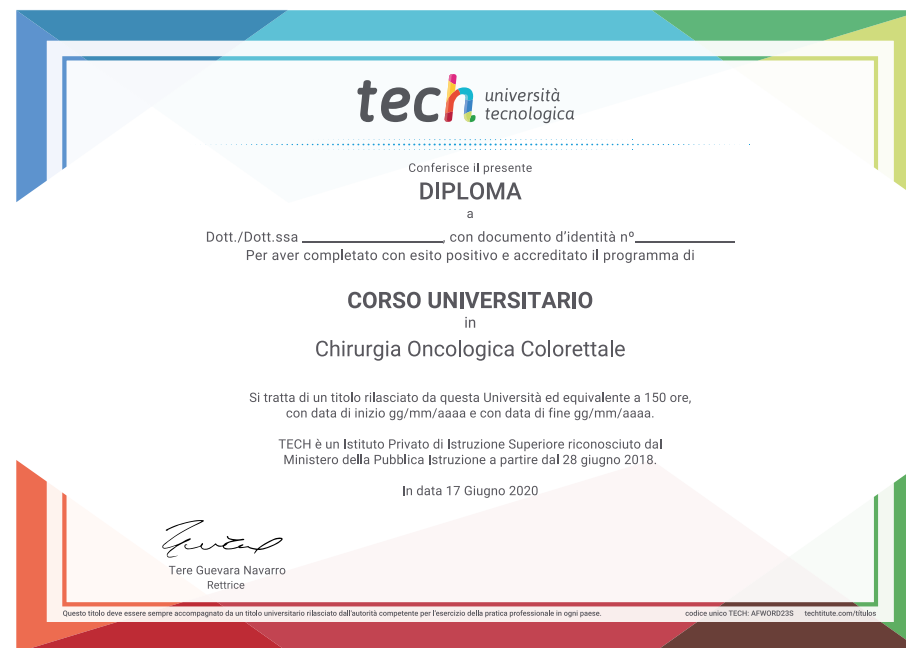 tech università
tecnologica
Conferisce il presente
DIPLOMA
a
Dott./Dott.ssa ________________, con documento d'identità nº____________
Per aver completato con esito positivo e accreditato il programma di
CORSO UNIVERSITARIO
in
Chirurgia Oncologica Colorettale
Si tratta di un titolo rilasciato da questa Università ed equivalente a 150 ore,
con data di inizio gg/mm/aaaa e con data di fine gg/mm/aaaa.
TECH è un Istituto Privato di Istruzione Superiore riconosciuto dal
Ministero della Pubblica Istruzione a partire dal 28 giugno 2018.
In data 17 Giugno 2020
Tere Guevara Navarro
Rettrice
Questo titolo deve essere sempre accompagnato da un titolo universitario rilasciato dall'autorità competente per l'esercizio della pratica professionale in ogni paese. codice unico TECH: AFWORD23S techtitute.com/títulos